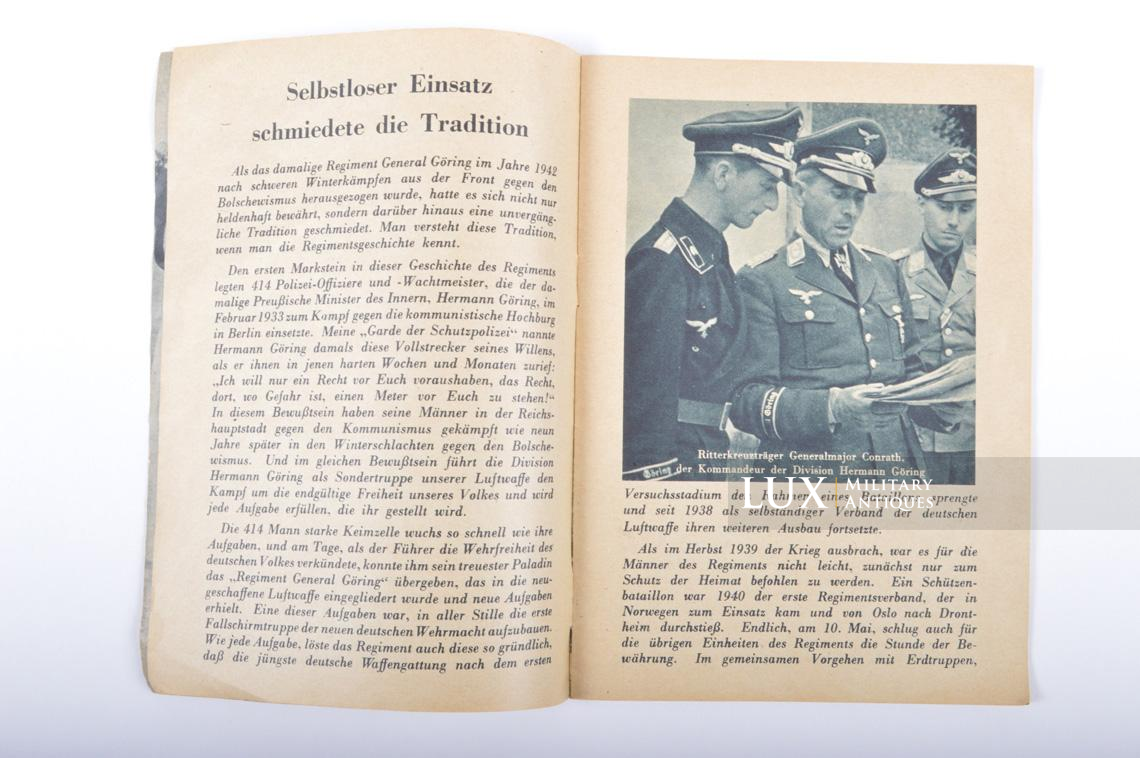 Selbstloser Einsatz
schmiedete die Tradition
Als das damalige Regiment General Göring im Jahre 1942
nach schweren Winterkämpfen aus der Front gegen den
Bolschewismus herausgezogen wurde, hatte es sich nicht nur
heldenhaft bewährt, sondern darüber hinaus eine unvergäng-
liche Tradition geschmiedet. Man versteht diese Tradition,
wenn man die Regimentsgeschichte kennt.
Den ersten Markstein in dieser Geschichte des Regiments
legten 414 Polizei-Offiziere und -Wachtmeister, die der da-
malige Preußische Minister des Innern, Hermann Göring, im
Februar 1933 zum Kampf gegen die kommunistische Hochburg
in Berlin einsetzte. Meine „Garde der Schutzpolizei“ nannte
Hermann Göring damals diese Vollstrecker seines Willens,
als er ihnen in jenen harten Wochen und Monaten zurief:
„Ich will nur ein Recht vor Euch voraushaben, das Recht,
dort, wo Gefahr ist, einen Meter vor Euch zu stehen!“
In diesem Bewußtsein haben seine Männer in der Reichs-
hauptstadt gegen den Kommunismus gekämpft wie neun
Jahre später in den Winterschlachten gegen den Bolsche-
wismus. Und im gleichen Bewußtsein führt die Division
Hermann Göring als Sondertruppe unserer Luftwaffe den
Kampf um die endgültige Freiheit unseres Volkes und wird
jede Aufgabe erfüllen, die ihr gestellt wird.
Die 414 Mann starke Keimzelle wuchs so schnell wie ihre
Aufgaben, und am Tage, als der Führer die Wehrfreiheit des
deutschen Volkes verkündete, konnte ihm sein treuester Paladin
das „Regiment General Göring“ übergeben, das in die neu-
geschaffene Luftwaffe eingegliedert wurde und neue Aufgaben
erhielt. Eine dieser Aufgaben war, in aller Stille die erste
Fallschirmtruppe der neuen deutschen Wehrmacht aufzubauen.
Wie jede Aufgabe, löste das Regiment auch diese so gründlich,
daß die jüngste deutsche Waffengattung nach dem ersten
Göring
Göring
Ritterkreuzträger Generalmajor Conrath,
der Kommandeur der Division Hermann Göring
LUX MILITARY ANTIQUES
Versuchsstadium den Rahmen eines Bataillons sprengte
und seit 1938 als selbständiger Verband der deutschen
Luftwaffe ihren weiteren Ausbau fortsetzte.
Als im Herbst 1939 der Krieg ausbrach, war es für die
Männer des Regiments nicht leicht, zunächst nur zum
Schutz der Heimat befohlen zu werden. Ein Schützen-
bataillon war 1940 der erste Regimentsverband, der in
Norwegen zum Einsatz kam und von Oslo nach Dront-
heim durchstieß. Endlich, am 10. Mai, schlug auch für
die übrigen Einheiten des Regiments die Stunde der Be-
währung. Im gemeinsamen Vorgehen mit Erdtruppen,